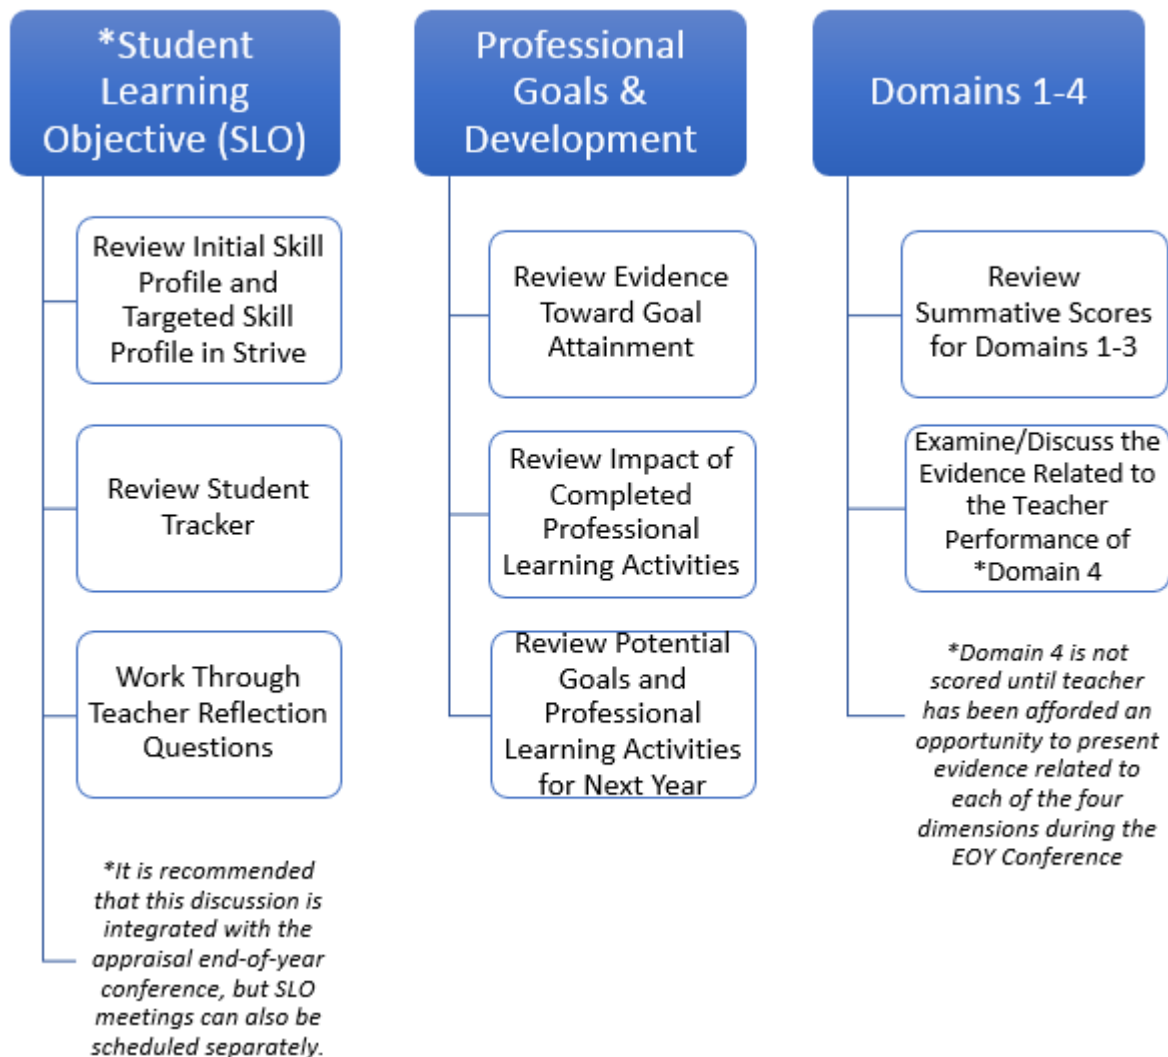 *Student
Learning
Objective (SLO)
Review Initial Skill
Profile and
Targeted Skill
Profile in Strive
Review Student
Tracker
Work Through
Teacher Reflection
Questions
*It is recommended
that this discussion is
integrated with the
appraisal end-of-year
conference, but SLO
meetings can also be
scheduled separately.
Professional
Goals &
Development
Review Evidence
Toward Goal
Attainment
Review Impact of
Completed
Professional
Learning Activities
Review Potential
Goals and
Professional
Learning Activities
for Next Year
Domains 1-4
Review
Summative Scores
for Domains 1-3
Examine/Discuss the
Evidence Related to
the Teacher
Performance of
*Domain 4
*Domain 4 is not
scored until teacher
has been afforded an
opportunity to present
evidence related to
each of the four
dimensions during the
EOY Conference